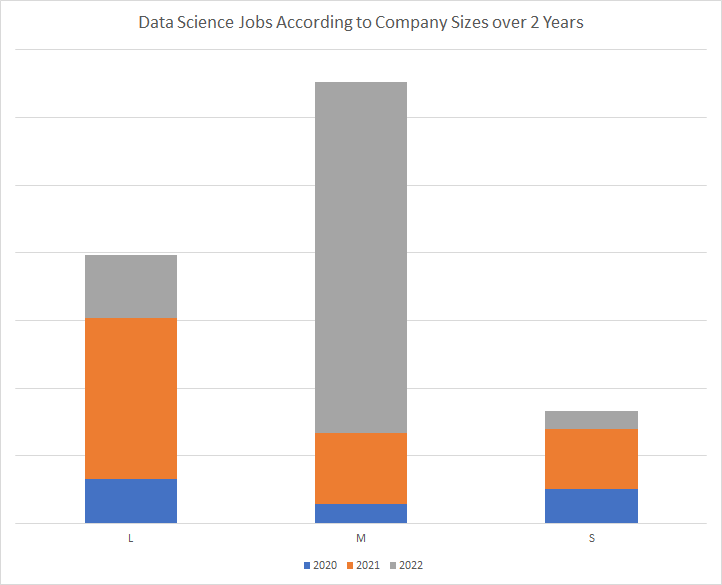 Data Science Jobs According to Company Sizes over 2 Years
L M S
2020 2021 2022